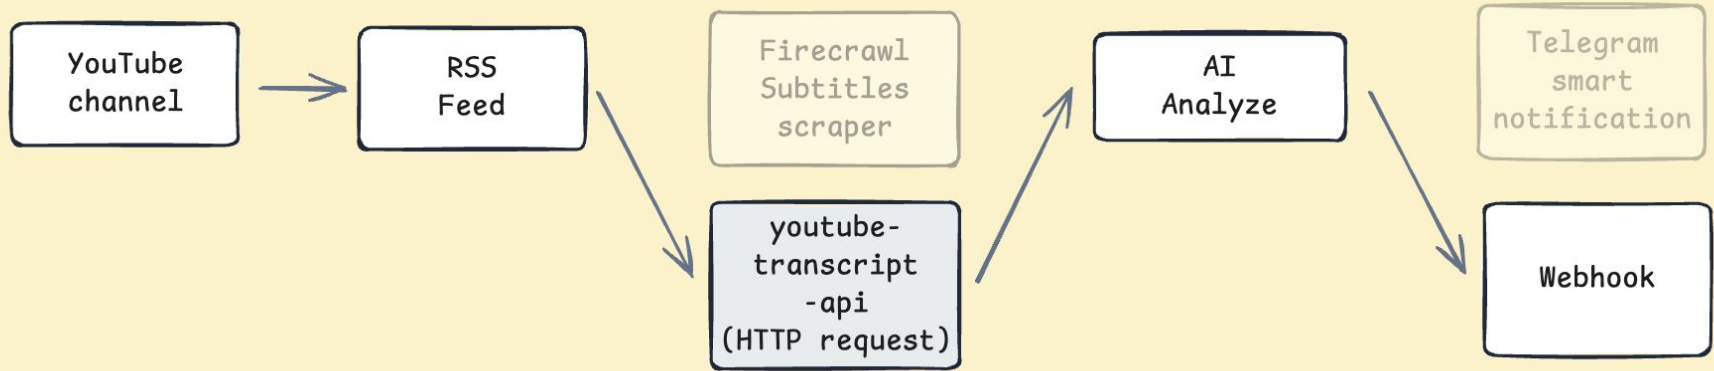 YouTube
channel
RSS
Feed
Firecrawl
Subtitles
scraper
youtube-
transcript
-api
(HTTP request)
AI
Analyze
Telegram
smart
notification
Webhook